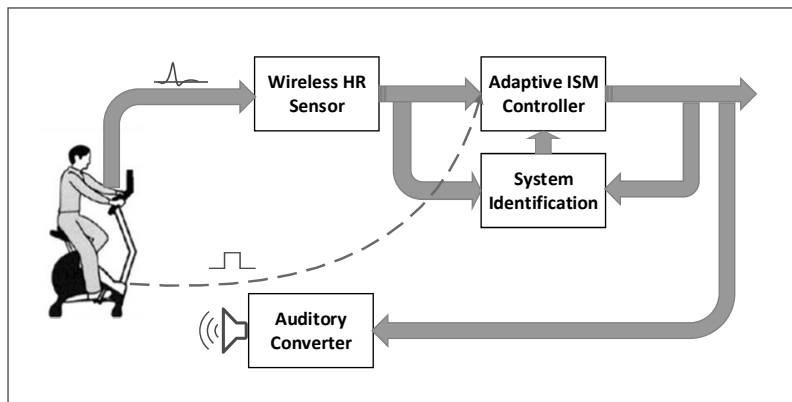 Wireless HR
Sensor
Adaptive ISM
Controller
System
Identification
Auditory
Converter